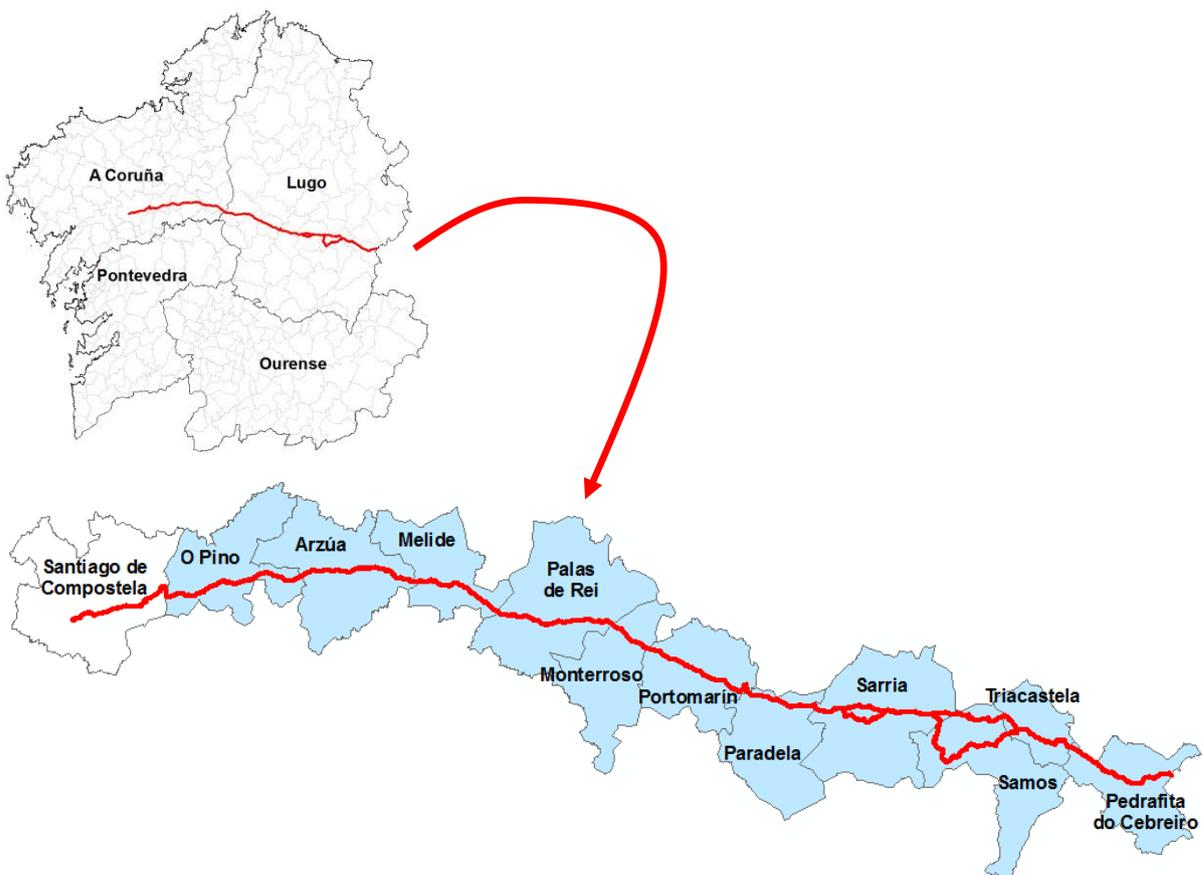 A Coruña
Lugo
Pontevedra
Ourense
Santiago de
Compostela
O Pino
Arzúa
Melide
Palas
de Rei
Monterroso
Portomarín
Paradela
Sarria
Triacastela
Samos
Pedrafita
do Cebreiro